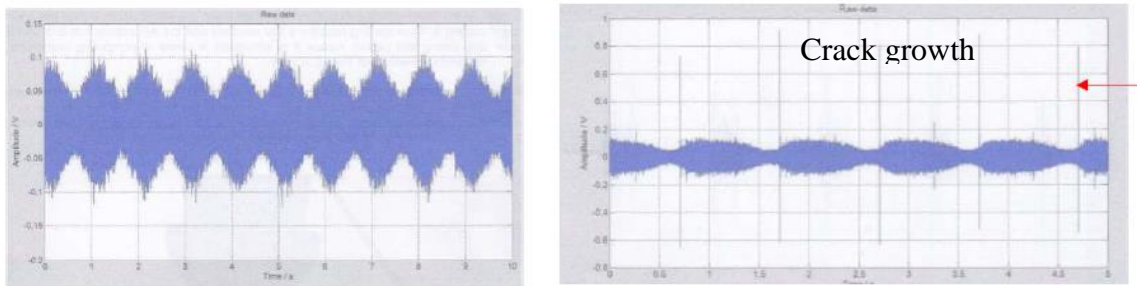 Raw data
0.15
0.1
0.05
0
-0.05
-0.1
-0.15
-0.2
Amplitude / V
0 1 2 3 4 5 6 7 8 9 10
Time / s
Raw data
Crack growth
1
0.8
0.6
0.4
0.2
0
-0.2
-0.4
-0.6
-0.8
Amplitude / V
0 0.5 1 1.5 2 2.5 3 3.5 4 4.5 5
Time / s